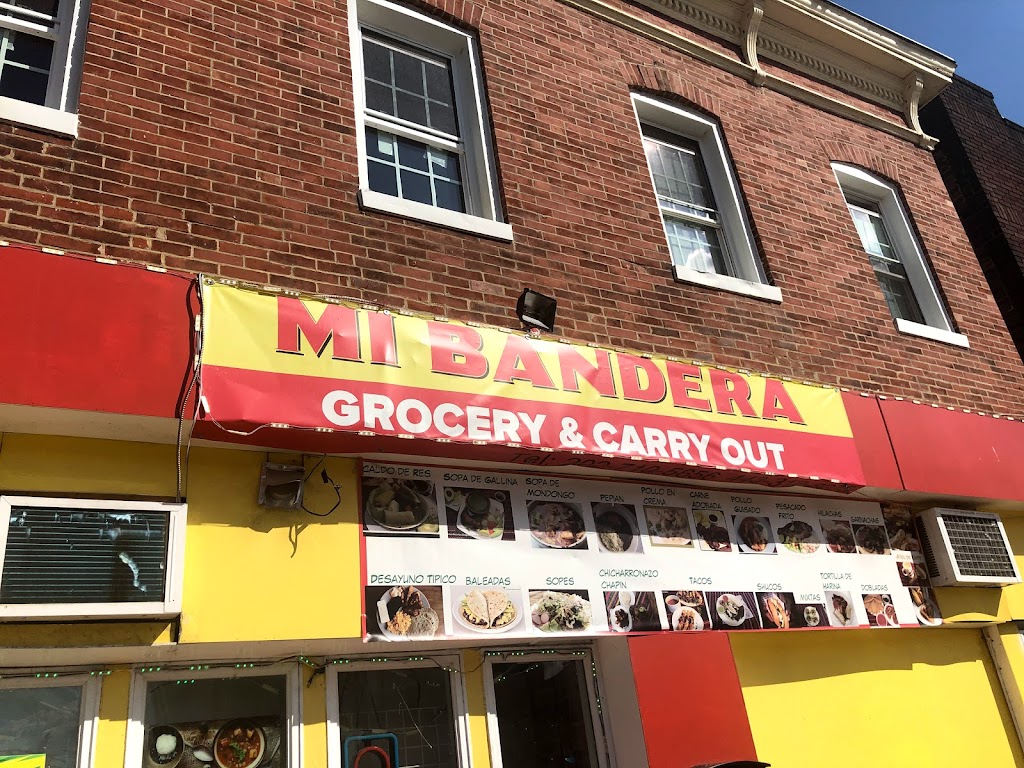 MI BANDERA
GROCERY & CARRY OUT
CALDO DE RES
SOPA DE GALLINA
SOPA DE MONDONGO
PEPIAN
POLLO EN CREMA
CARNE ADOBADA
POLLO GUISADO
PESACADO FRITO
HILACHAS
GARNACHAS
DESAYUNO TIPICO
BALEADAS
SOPES
CHICHARRONAZO CHAPIN
TACOS
SHUCOS
MIXTAS
TORTILLA DE HARINA
DOBLADAS